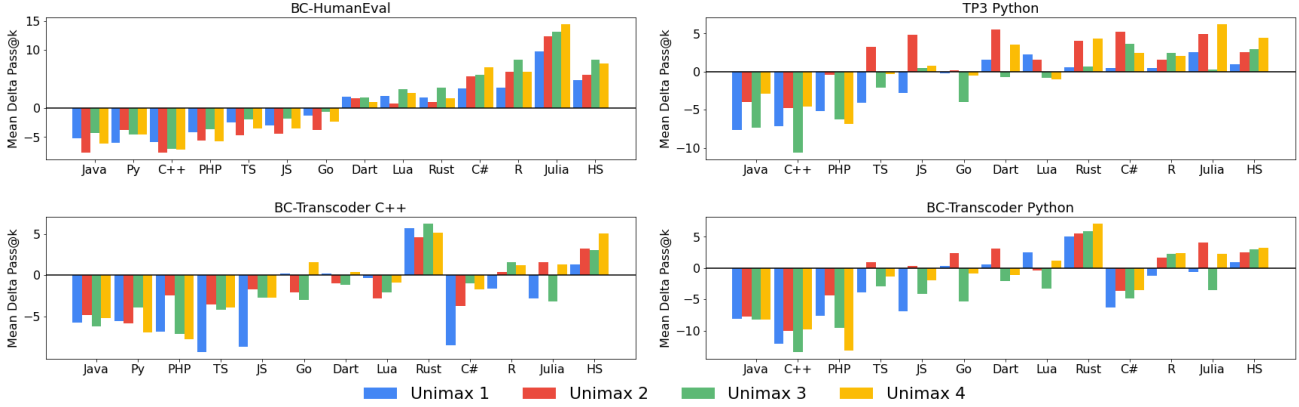 BC-HumanEval
Mean Delta Pass@k
15
10
5
0
−5
Java Py C++ PHP TS JS Go Dart Lua Rust C# R Julia HS
TP3 Python
Mean Delta Pass@k
5
0
−5
−10
Java C++ PHP TS JS Go Dart Lua Rust C# R Julia HS
BC-Transcoder C++
Mean Delta Pass@k
5
0
−5
Java Py PHP TS JS Go Dart Lua Rust C# R Julia HS
BC-Transcoder Python
Mean Delta Pass@k
5
0
−5
−10
Java C++ PHP TS JS Go Dart Lua Rust C# R Julia HS
Unimax 1 Unimax 2 Unimax 3 Unimax 4